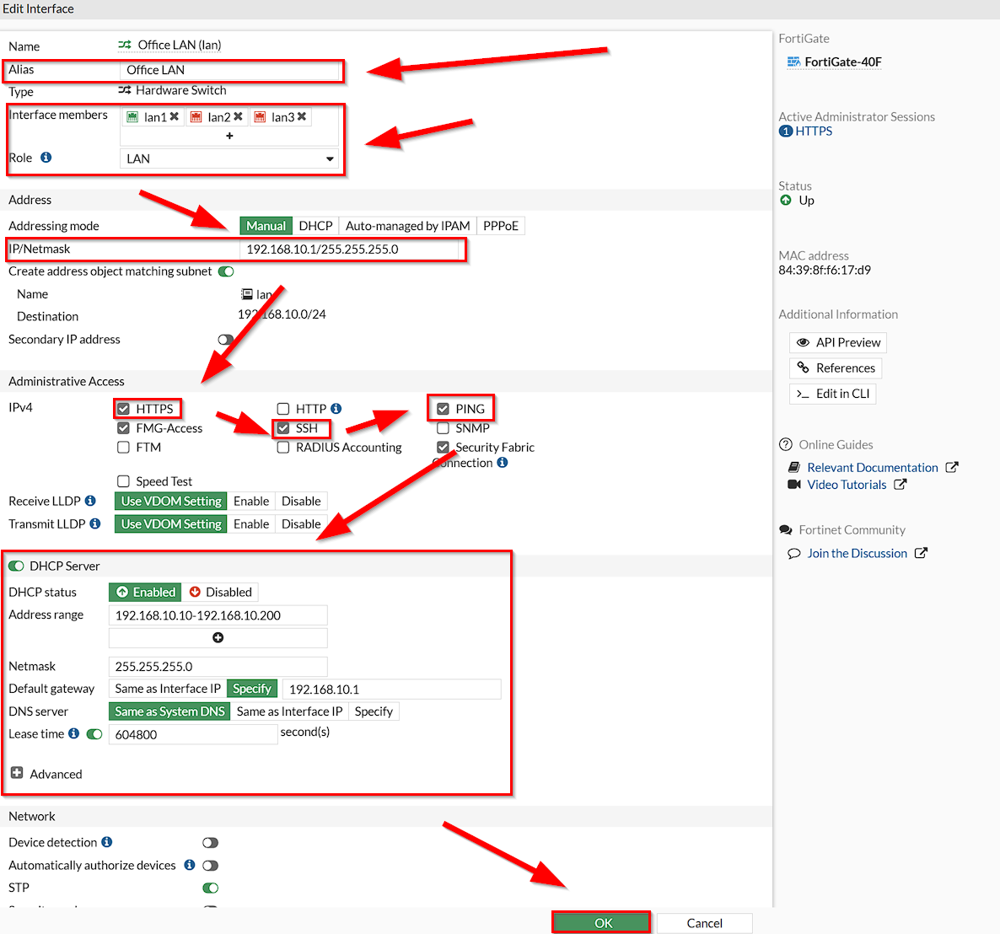 Edit Interface
Name Office LAN (lan)
Alias Office LAN
Type Hardware Switch
Interface members lan1 lan2 lan3
+
Role LAN
Address
Addressing mode Manual DHCP Auto-managed by IPAM PPPoE
IP/Netmask 192.168.10.1/255.255.255.0
Create address object matching subnet
Name lan
Destination 192.168.10.0/24
Secondary IP address
Administrative Access
IPv4 HTTPS HTTP PING
FMG-Access SSH SNMP
FTM RADIUS Accounting Security Fabric
Connection
Speed Test
Receive LLDP Use VDOM Setting Enable Disable
Transmit LLDP Use VDOM Setting Enable Disable
DHCP Server
DHCP status Enabled Disabled
Address range 192.168.10.10-192.168.10.200
Netmask 255.255.255.0
Default gateway Same as Interface IP Specify 192.168.10.1
DNS server Same as System DNS Same as Interface IP Specify
Lease time 604800 second(s)
Advanced
Network
Device detection
Automatically authorize devices
STP
OK Cancel
FortiGate
FortiGate-40F
Active Administrator Sessions
1 HTTPS
Status
Up
MAC address
84:39:8f:f6:17:d9
Additional Information
API Preview
References
>_ Edit in CLI
Online Guides
Relevant Documentation
Video Tutorials
Fortinet Community
Join the Discussion